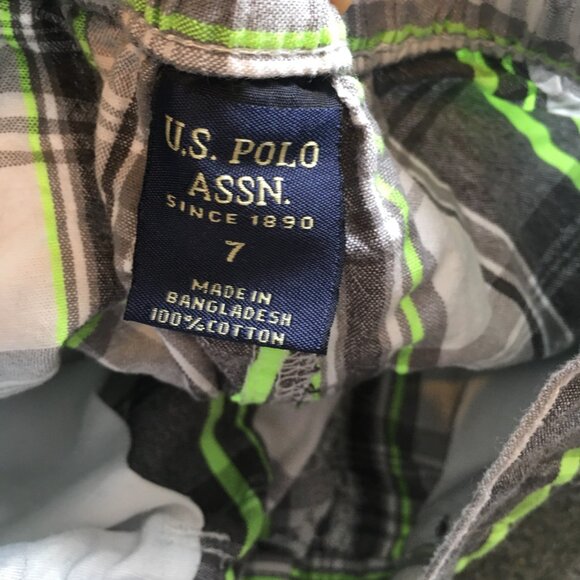 U.S. POLO
ASSN.
SINCE 1890
7
MADE IN
BANGLADESH
100%COTTON